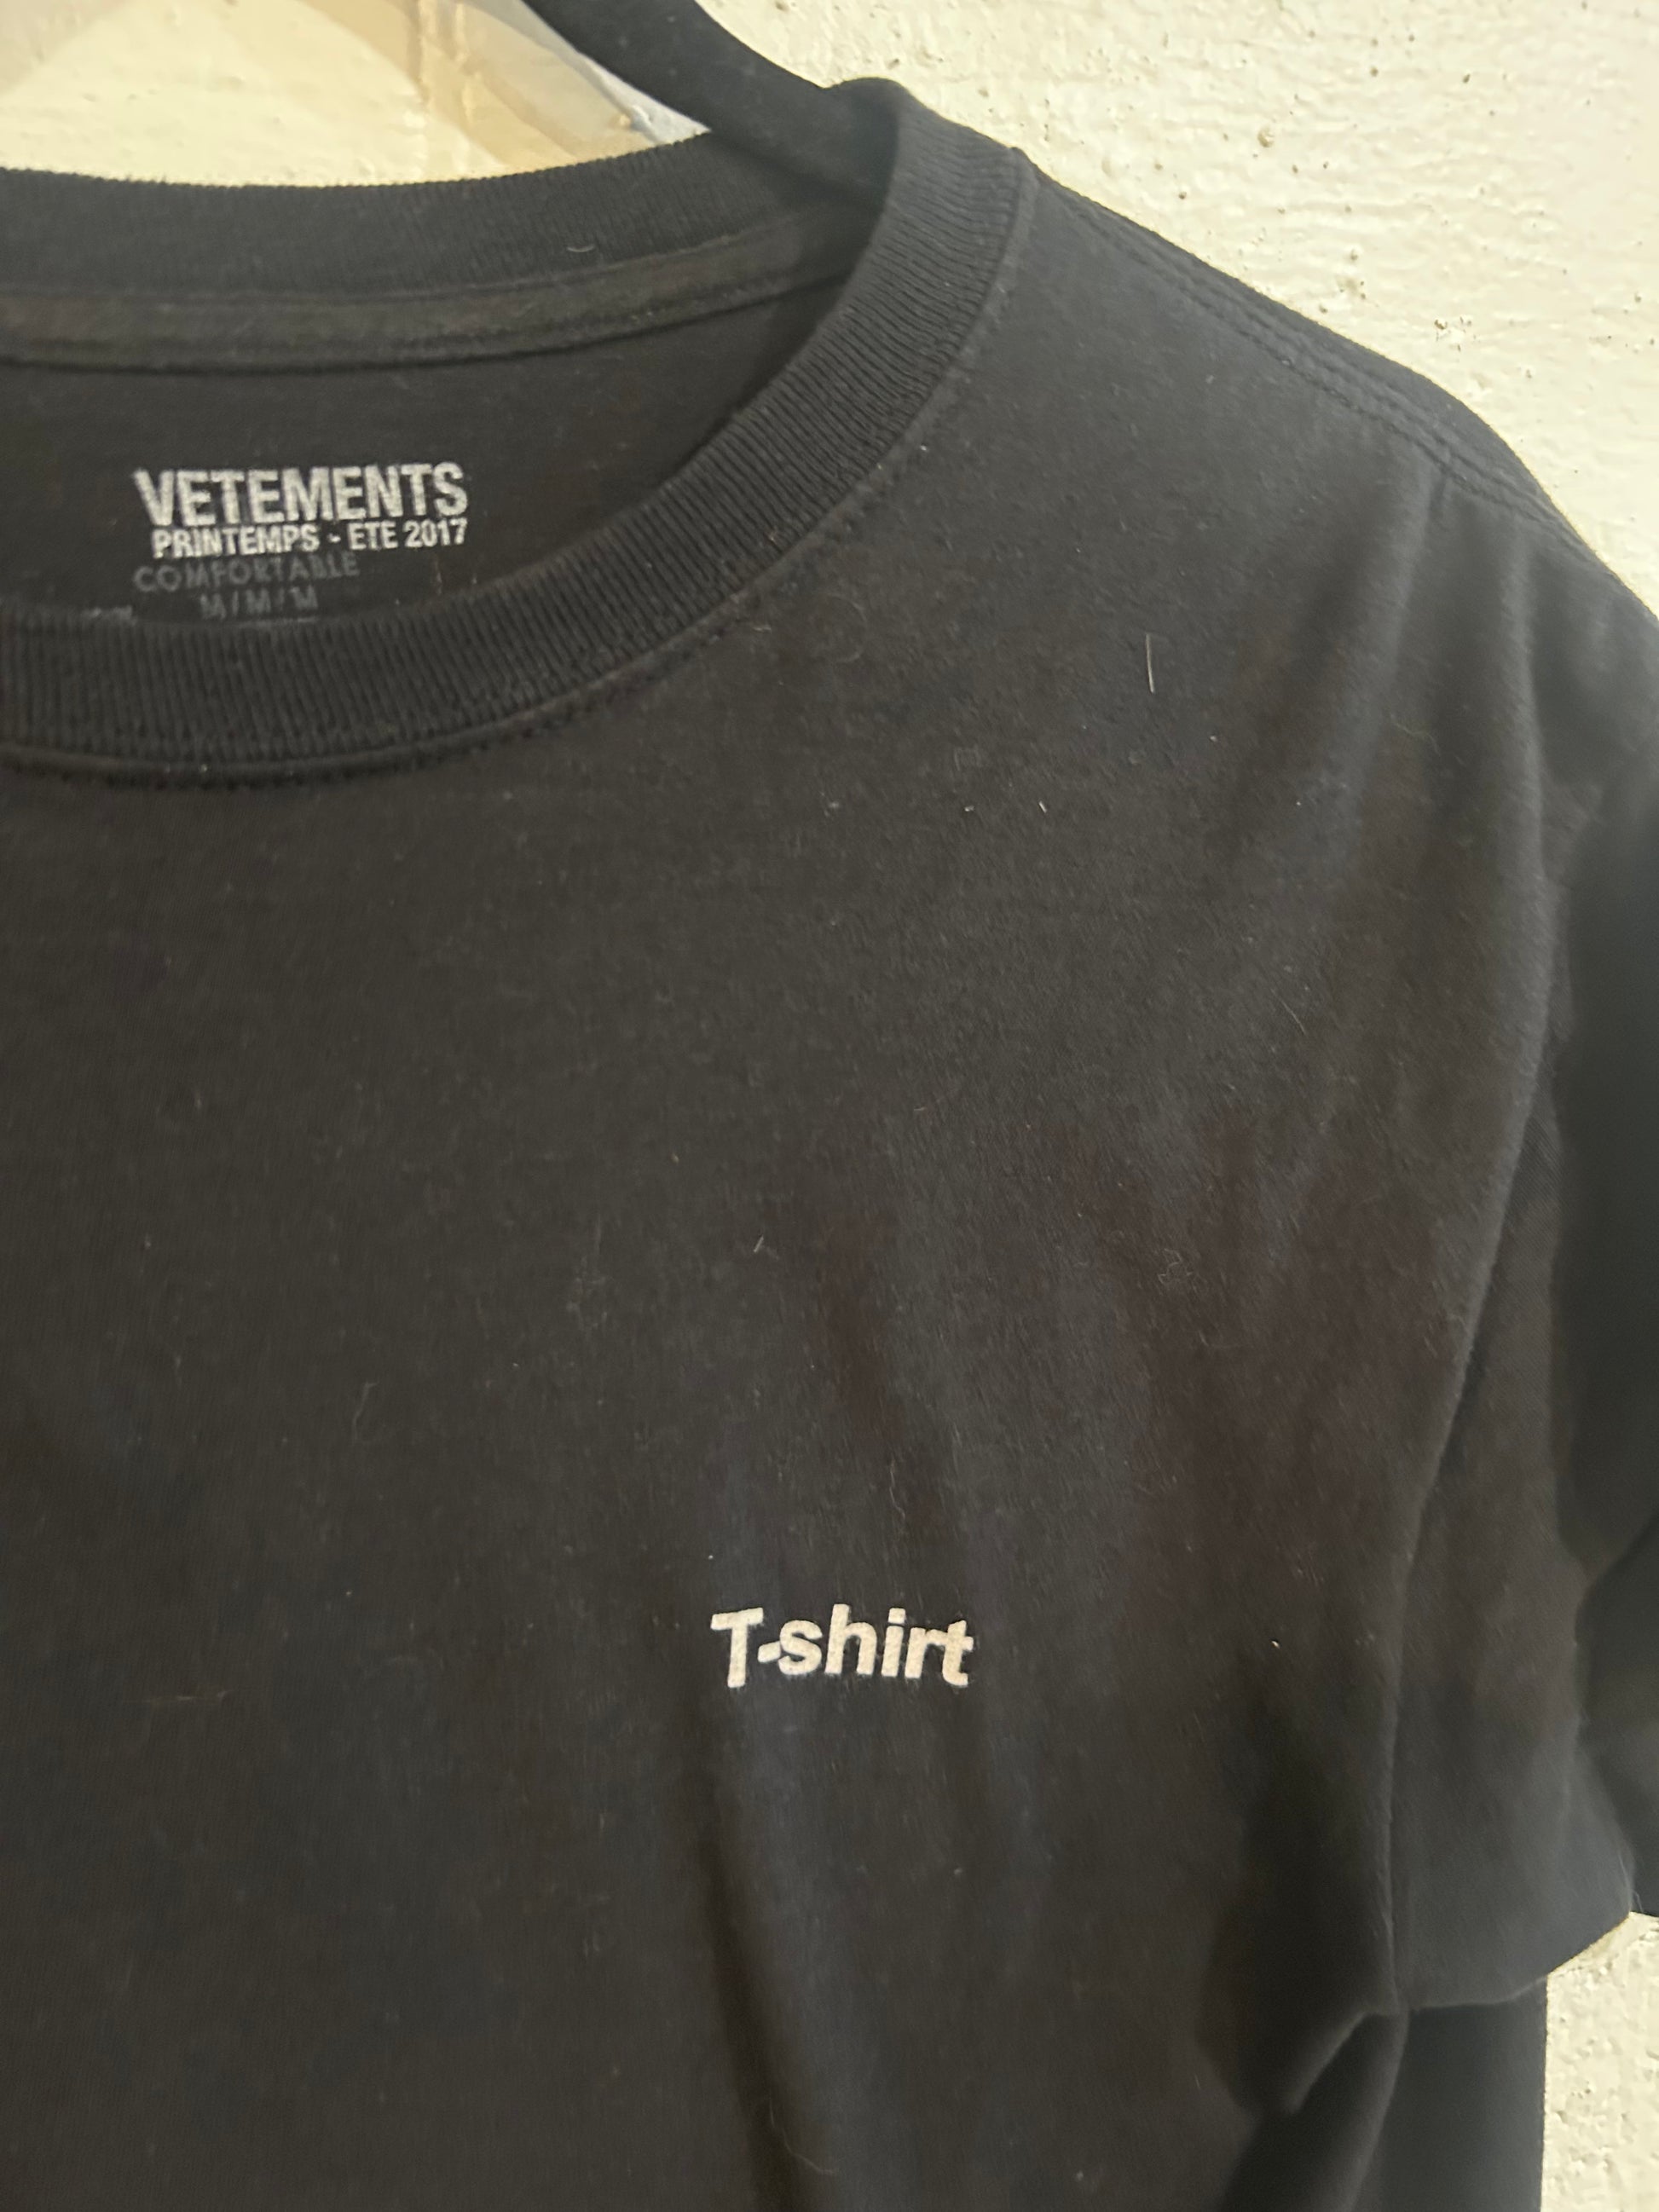 VETEMENTS
PRINTEMPS - ETE 2017
COMFORTABLE
M / M / M
T-shirt